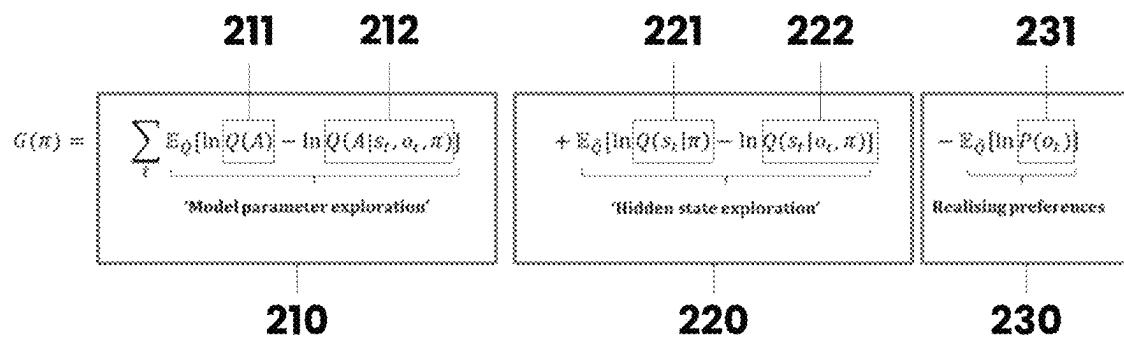 211 212 221 222 231
G(π) = ∑_τ 𝔼_Q̃[ln Q(A) − ln Q(A|s_τ, o_τ, π)] + 𝔼_Q̃[ln Q(s_τ|π) − ln Q(s_τ|o_τ, π)] − 𝔼_Q̃[ln P(o_τ)]
'Model parameter exploration' 'Hidden state exploration' Realising preferences
210 220 230